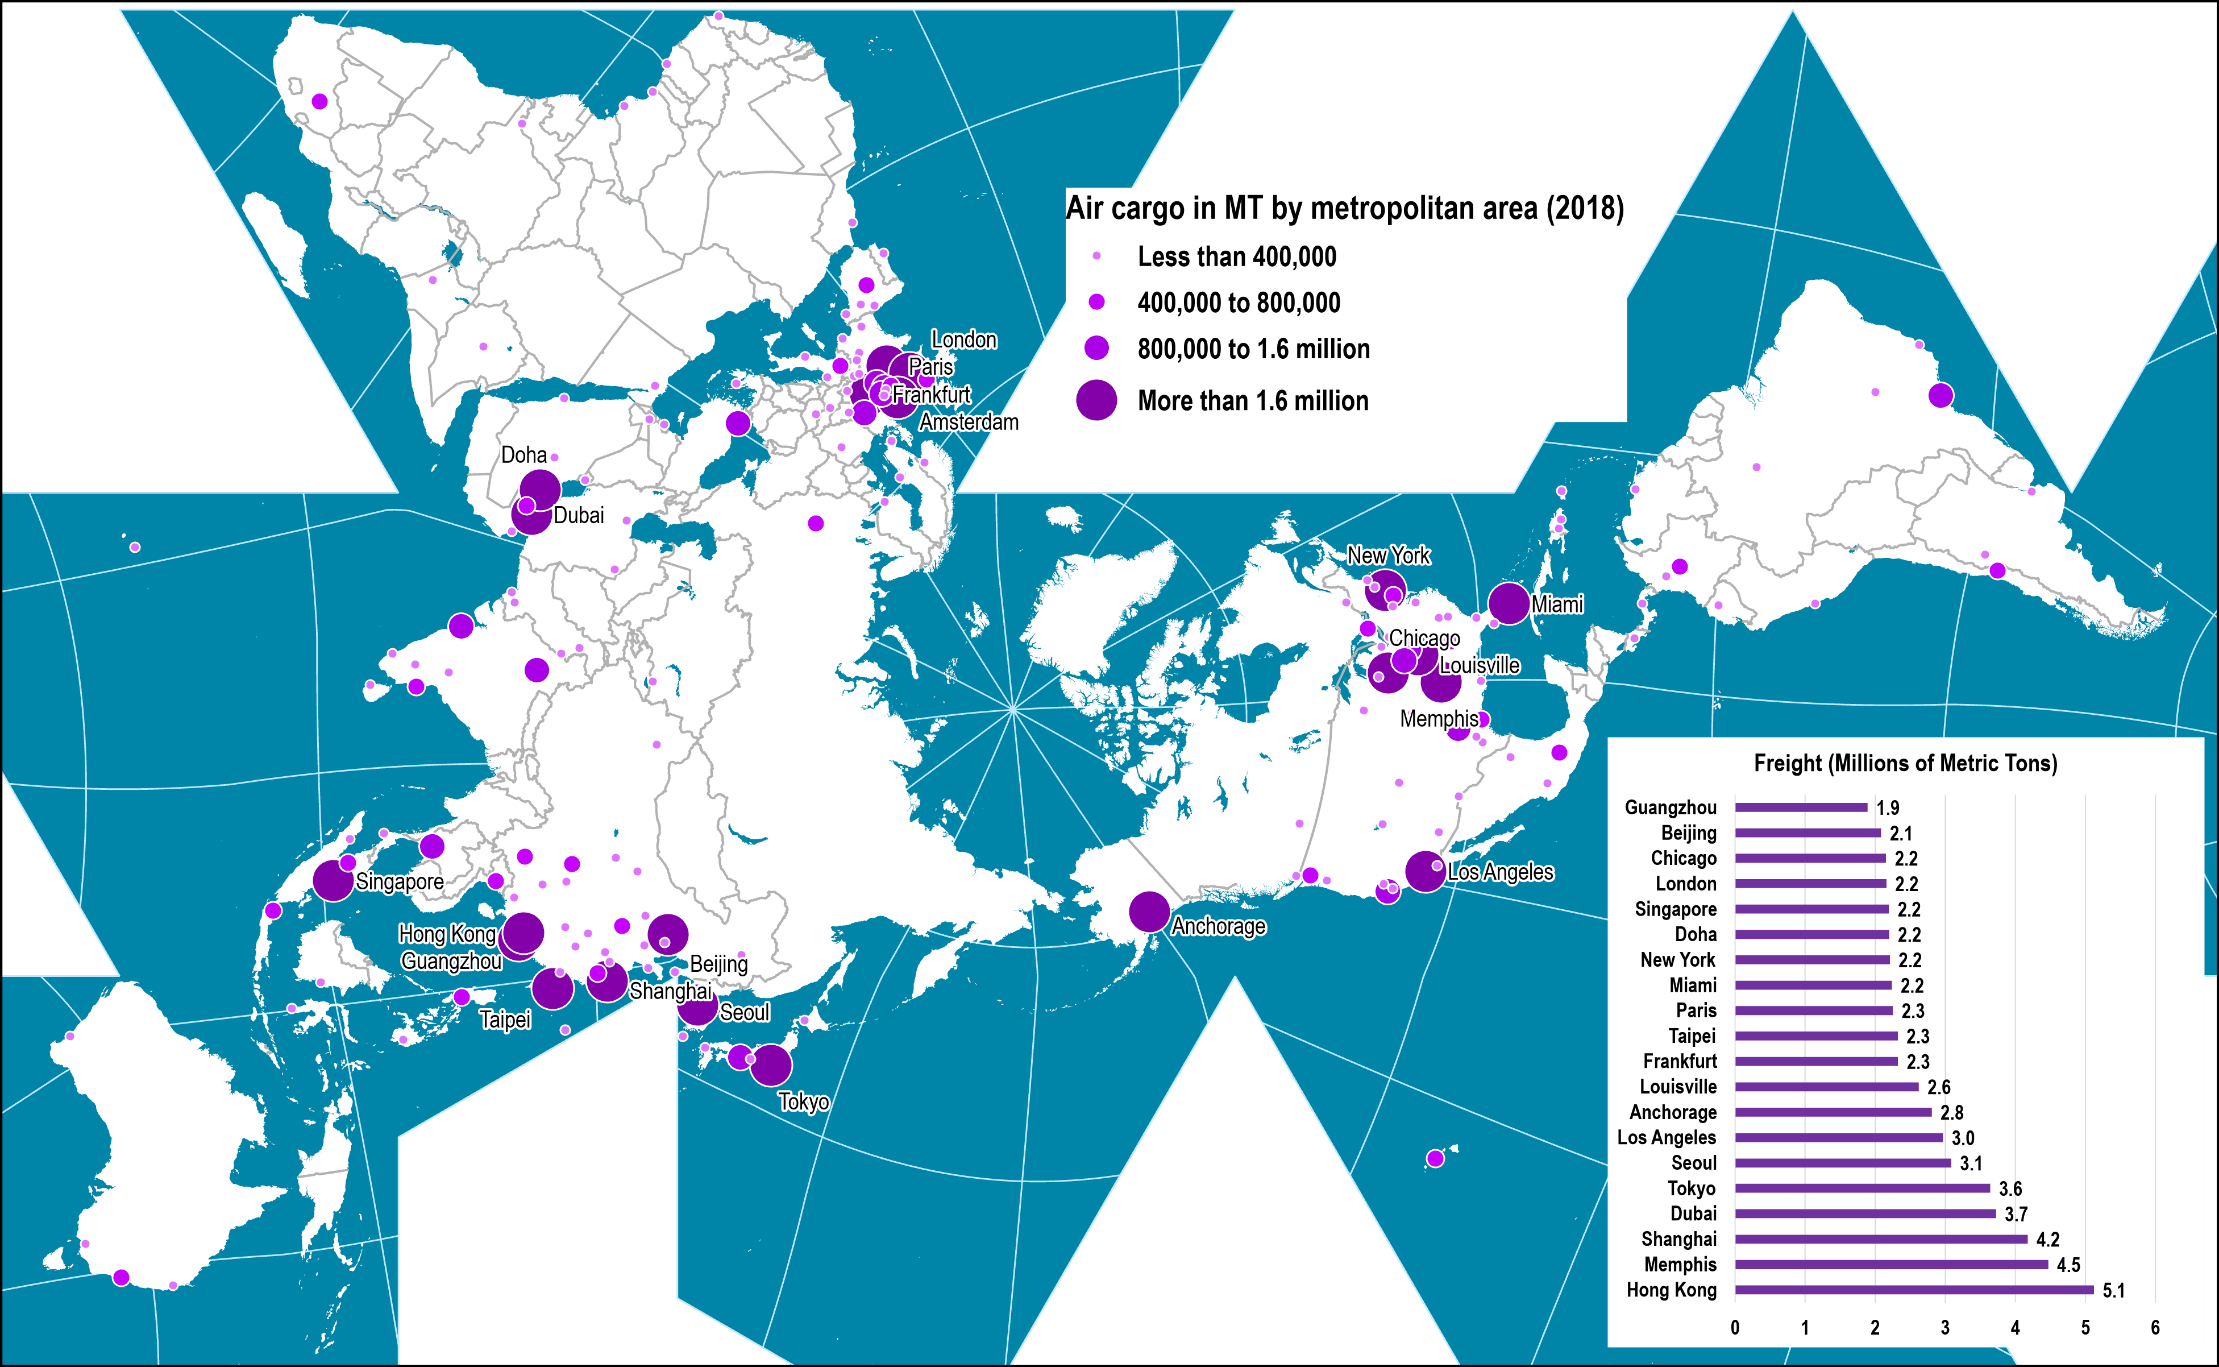 Air cargo in MT by metropolitan area (2018)
Less than 400,000
400,000 to 800,000
800,000 to 1.6 million
More than 1.6 million
London
Paris
Frankfurt
Amsterdam
Doha
Dubai
New York
Miami
Chicago
Louisville
Memphis
Los Angeles
Anchorage
Singapore
Hong Kong
Guangzhou
Beijing
Shanghai
Taipei
Seoul
Tokyo
Freight (Millions of Metric Tons)
Guangzhou 1.9
Beijing 2.1
Chicago 2.2
London 2.2
Singapore 2.2
Doha 2.2
New York 2.2
Miami 2.2
Paris 2.3
Taipei 2.3
Frankfurt 2.3
Louisville 2.6
Anchorage 2.8
Los Angeles 3.0
Seoul 3.1
Tokyo 3.6
Dubai 3.7
Shanghai 4.2
Memphis 4.5
Hong Kong 5.1
0 1 2 3 4 5 6